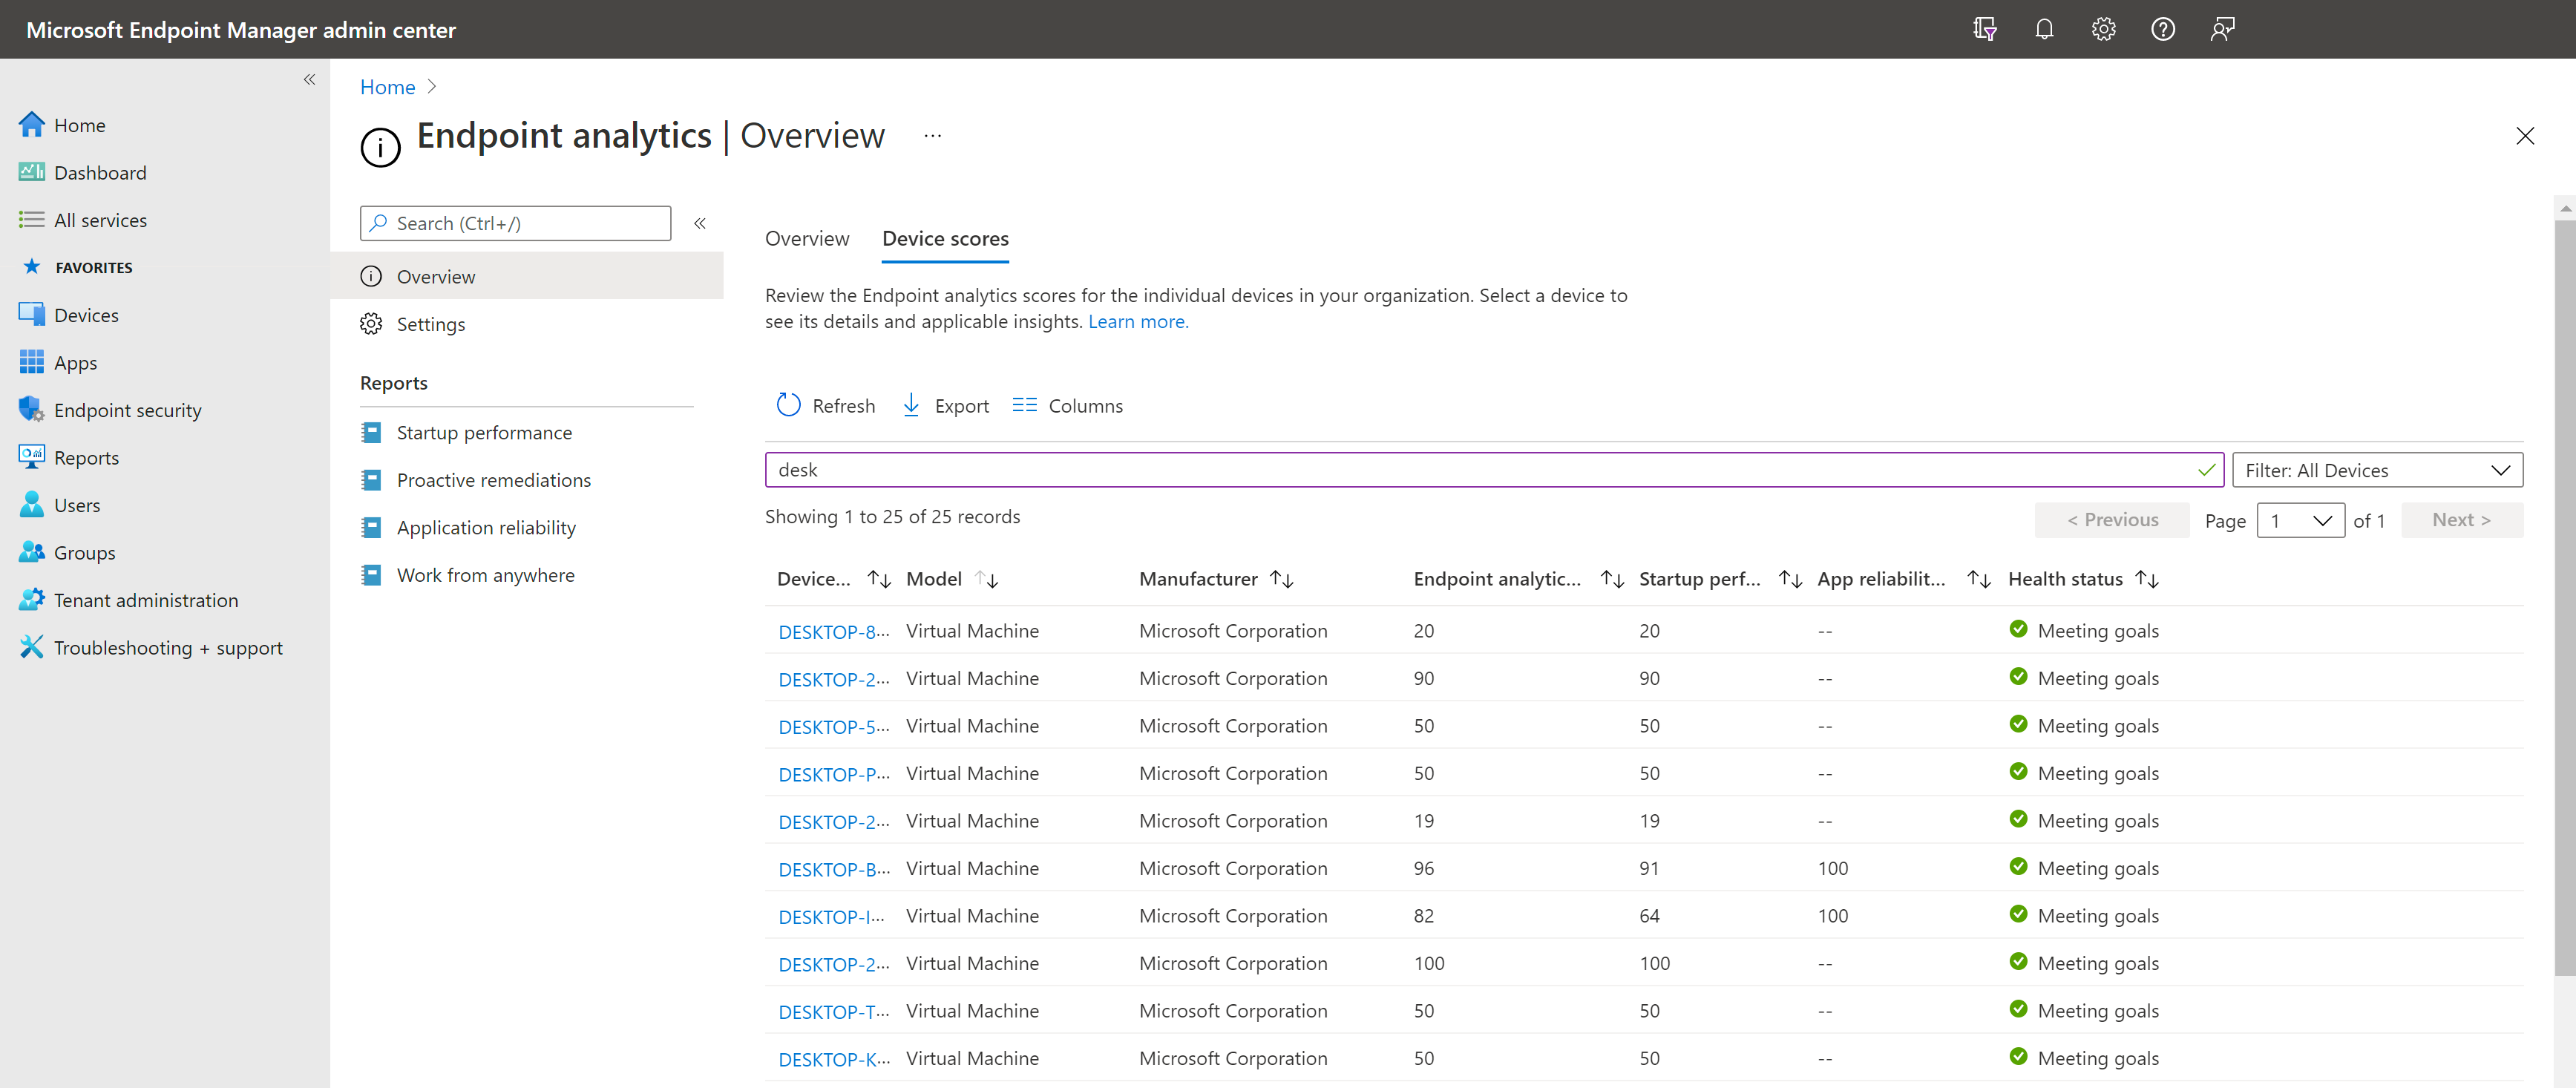 Microsoft Endpoint Manager admin center
Home
Dashboard
All services
FAVORITES
Devices
Apps
Endpoint security
Reports
Users
Groups
Tenant administration
Troubleshooting + support
Home >
Endpoint analytics | Overview ...
Search (Ctrl+/)
Overview
Settings
Reports
Startup performance
Proactive remediations
Application reliability
Work from anywhere
Overview Device scores
Review the Endpoint analytics scores for the individual devices in your organization. Select a device to
see its details and applicable insights. Learn more.
Refresh Export Columns
desk Filter: All Devices
Showing 1 to 25 of 25 records < Previous Page 1 of 1 Next >
Device... Model Manufacturer Endpoint analytic... Startup perf... App reliabilit... Health status
DESKTOP-8... Virtual Machine Microsoft Corporation 20 20 -- Meeting goals
DESKTOP-2... Virtual Machine Microsoft Corporation 90 90 -- Meeting goals
DESKTOP-5... Virtual Machine Microsoft Corporation 50 50 -- Meeting goals
DESKTOP-P... Virtual Machine Microsoft Corporation 50 50 -- Meeting goals
DESKTOP-2... Virtual Machine Microsoft Corporation 19 19 -- Meeting goals
DESKTOP-B... Virtual Machine Microsoft Corporation 96 91 100 Meeting goals
DESKTOP-I... Virtual Machine Microsoft Corporation 82 64 100 Meeting goals
DESKTOP-2... Virtual Machine Microsoft Corporation 100 100 -- Meeting goals
DESKTOP-T... Virtual Machine Microsoft Corporation 50 50 -- Meeting goals
DESKTOP-K... Virtual Machine Microsoft Corporation 50 50 -- Meeting goals